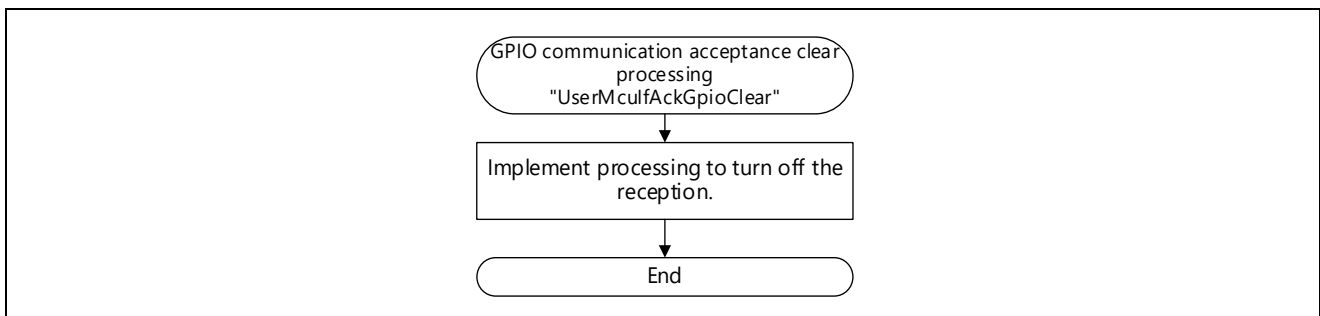 GPIO communication acceptance clear
processing
"UserMcuIfAckGpioClear"
Implement processing to turn off the
reception.
End